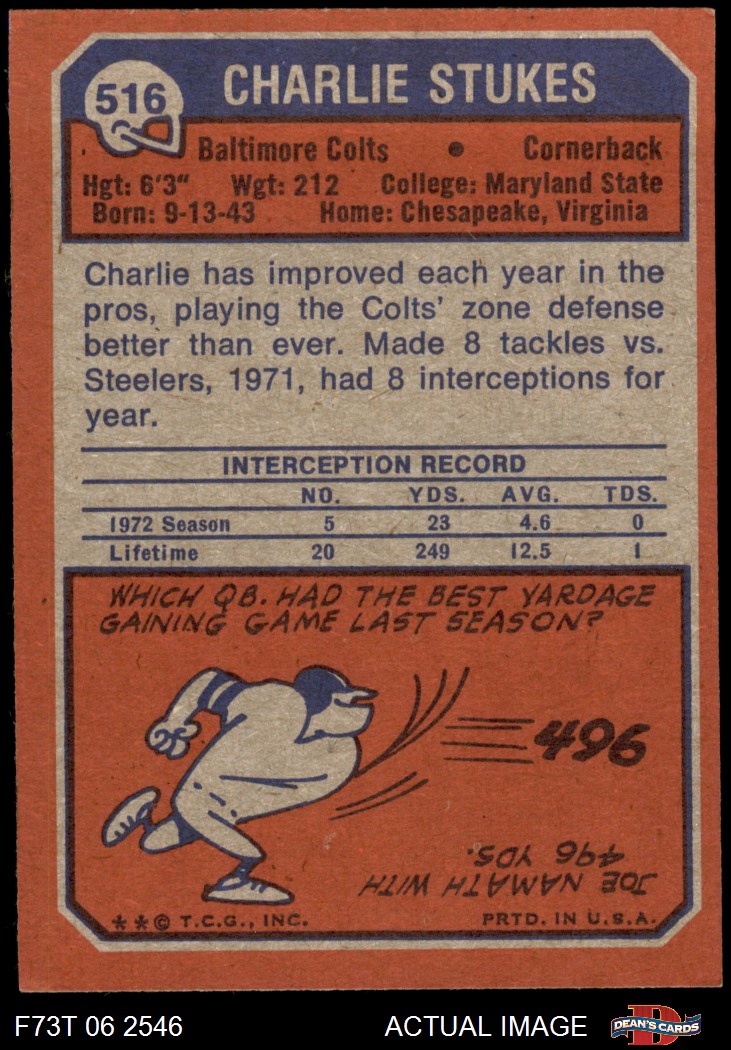 516
CHARLIE STUKES
Baltimore Colts • Cornerback
Hgt: 6'3" Wgt: 212 College: Maryland State
Born: 9-13-43 Home: Chesapeake, Virginia
Charlie has improved each year in the
pros, playing the Colts' zone defense
better than ever. Made 8 tackles vs.
Steelers, 1971, had 8 interceptions for
year.
INTERCEPTION RECORD
NO. YDS. AVG. TDS.
1972 Season 5 23 4.6 0
Lifetime 20 249 12.5 1
WHICH QB. HAD THE BEST YARDAGE
GAINING GAME LAST SEASON?
496
JOE NAMATH WITH
496 YDS.
**© T.C.G., INC. PRTD. IN U.S.A.
F73T 06 2546 ACTUAL IMAGE
D
DEAN'S CARDS